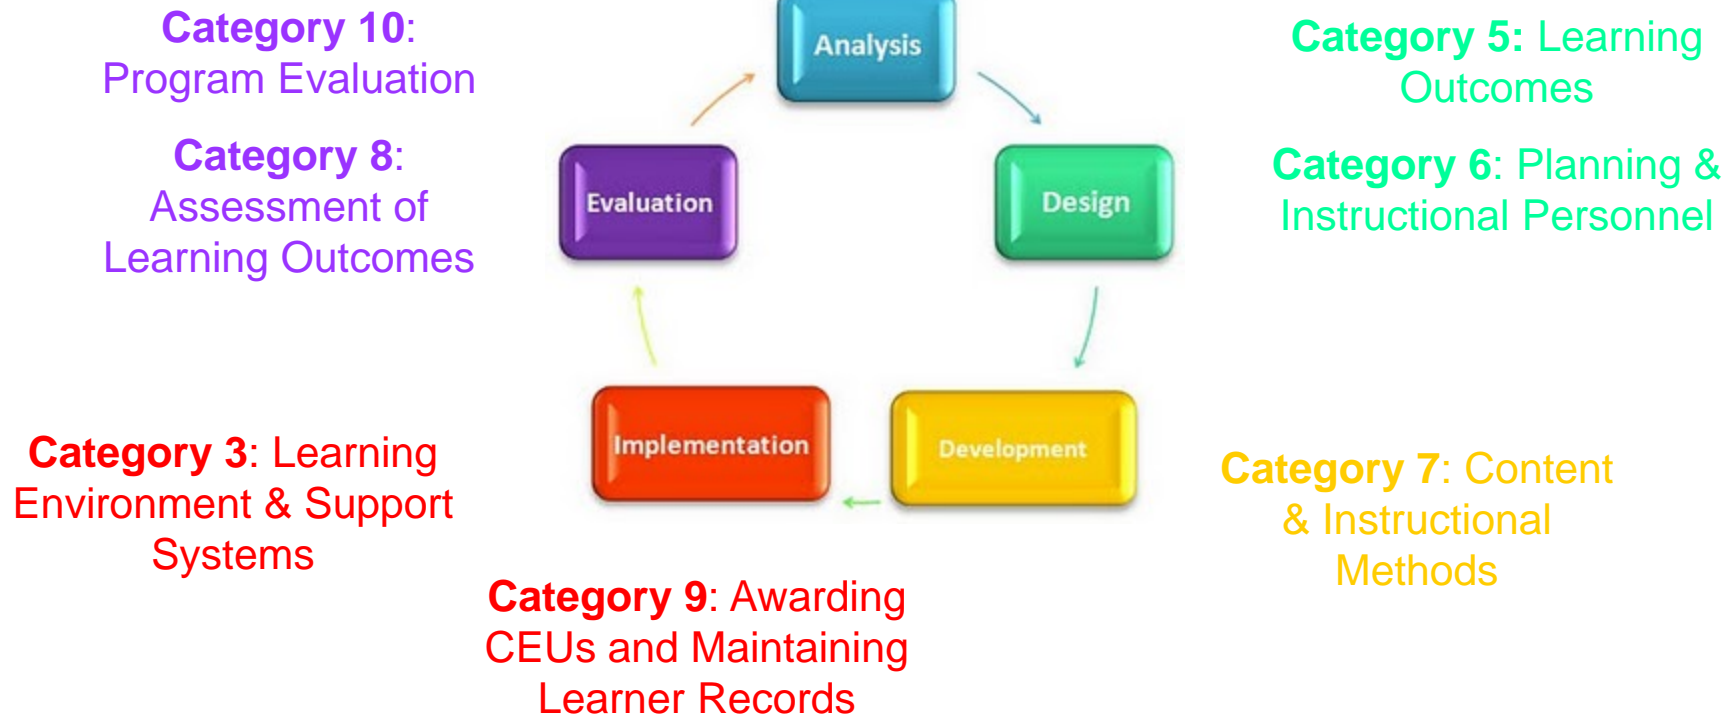 Category 10:
Program Evaluation
Category 8:
Assessment of
Learning Outcomes
Analysis
Category 5: Learning
Outcomes
Category 6: Planning &
Instructional Personnel
Evaluation
Design
Implementation
Development
Category 3: Learning
Environment & Support
Systems
Category 7: Content
& Instructional
Methods
Category 9: Awarding
CEUs and Maintaining
Learner Records